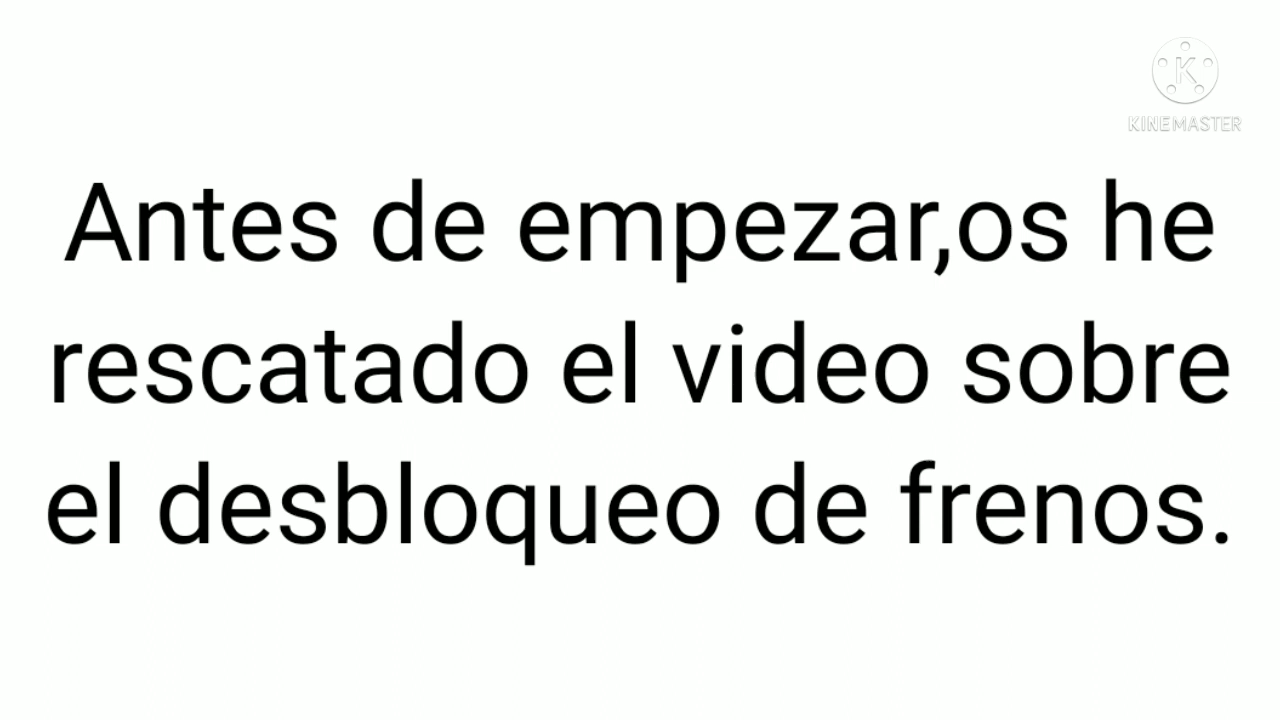 KINEMASTER
Antes de empezar,os he
rescatado el video sobre
el desbloqueo de frenos.